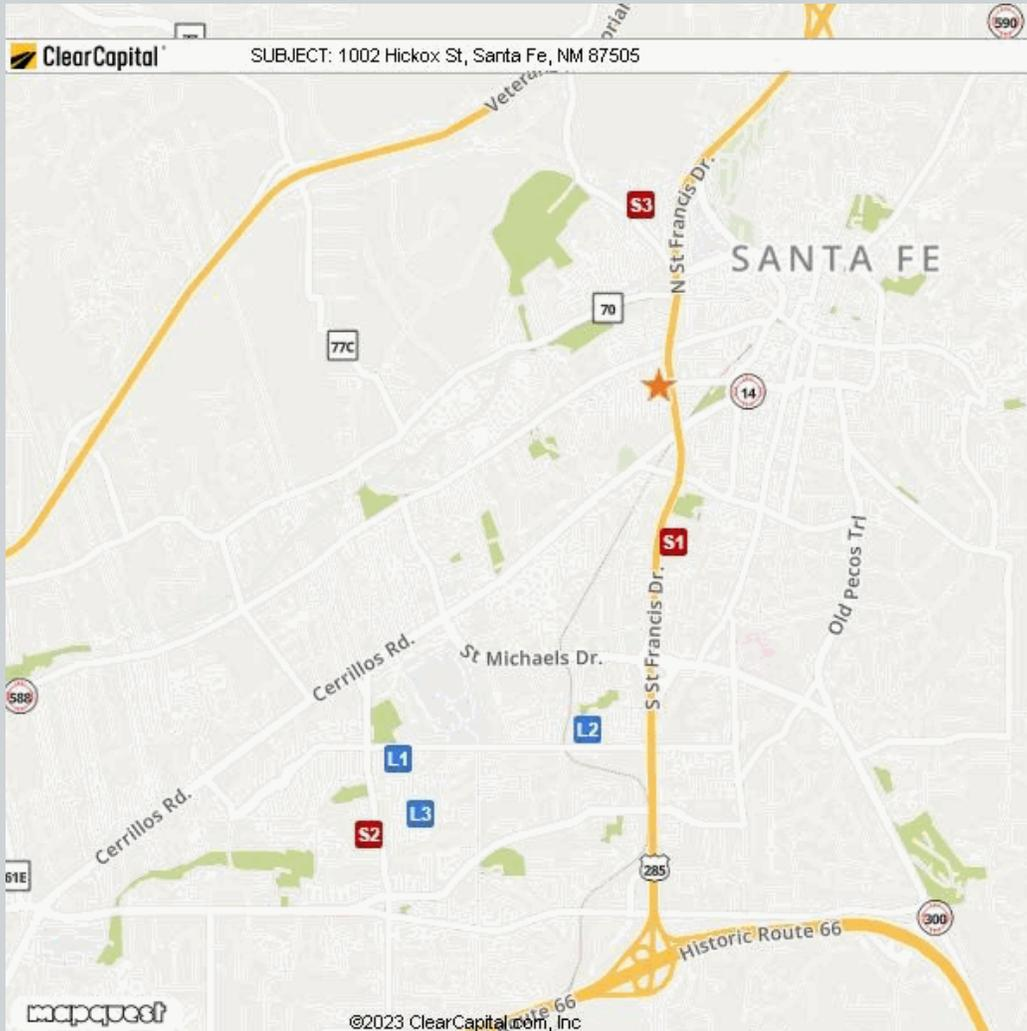 orial
590
ClearCapital
SUBJECT: 1002 Hickox St, Santa Fe, NM 87505
S3
N St Francis Dr.
SANTA FE
70
77C
14
S1
Old Pecos Trl
S St Francis Dr.
St Michaels Dr.
Cerrillos Rd.
588
L2
L1
L3
Cerrillos Rd.
S2
61E
285
300
Historic Route 66
mapquest
©2023 ClearCapital.com, Inc